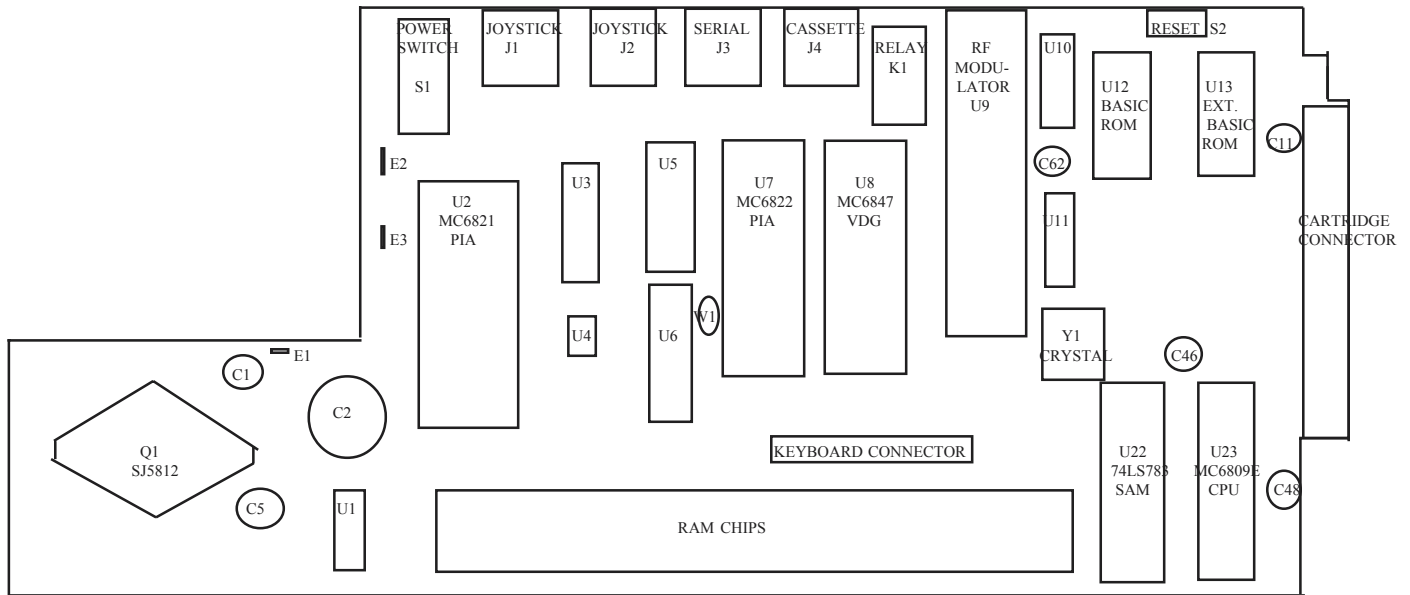 POWER
SWITCH
S1
JOYSTICK
J1
JOYSTICK
J2
SERIAL
J3
CASSETTE
J4
RELAY
K1
RF
MODU-
LATOR
U9
U10
RESET S2
U12
BASIC
ROM
U13
EXT.
BASIC
ROM
C11
C62
E2
E3
U2
MC6821
PIA
U3
U5
U7
MC6822
PIA
U8
MC6847
VDG
U11
CARTRIDGE
CONNECTOR
U4
U6
W1
Y1
CRYSTAL
C46
E1
C1
C2
Q1
SJ5812
C5
U1
KEYBOARD CONNECTOR
RAM CHIPS
U22
74LS783
SAM
U23
MC6809E
CPU
C48